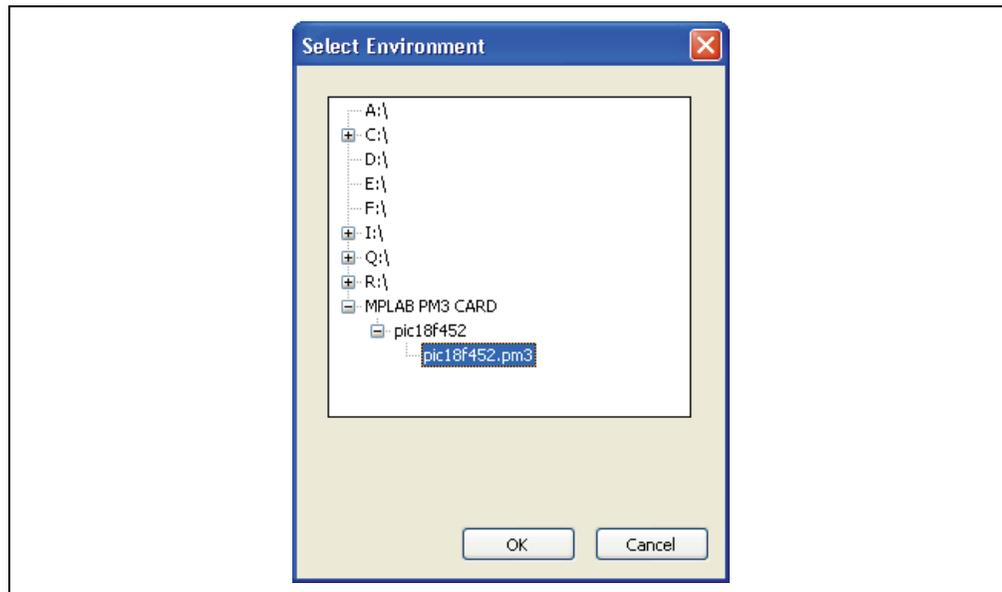 Select Environment
A:\
C:\
D:\
E:\
F:\
I:\
Q:\
R:\
MPLAB PM3 CARD
pic18f452
pic18f452.pm3
OK Cancel